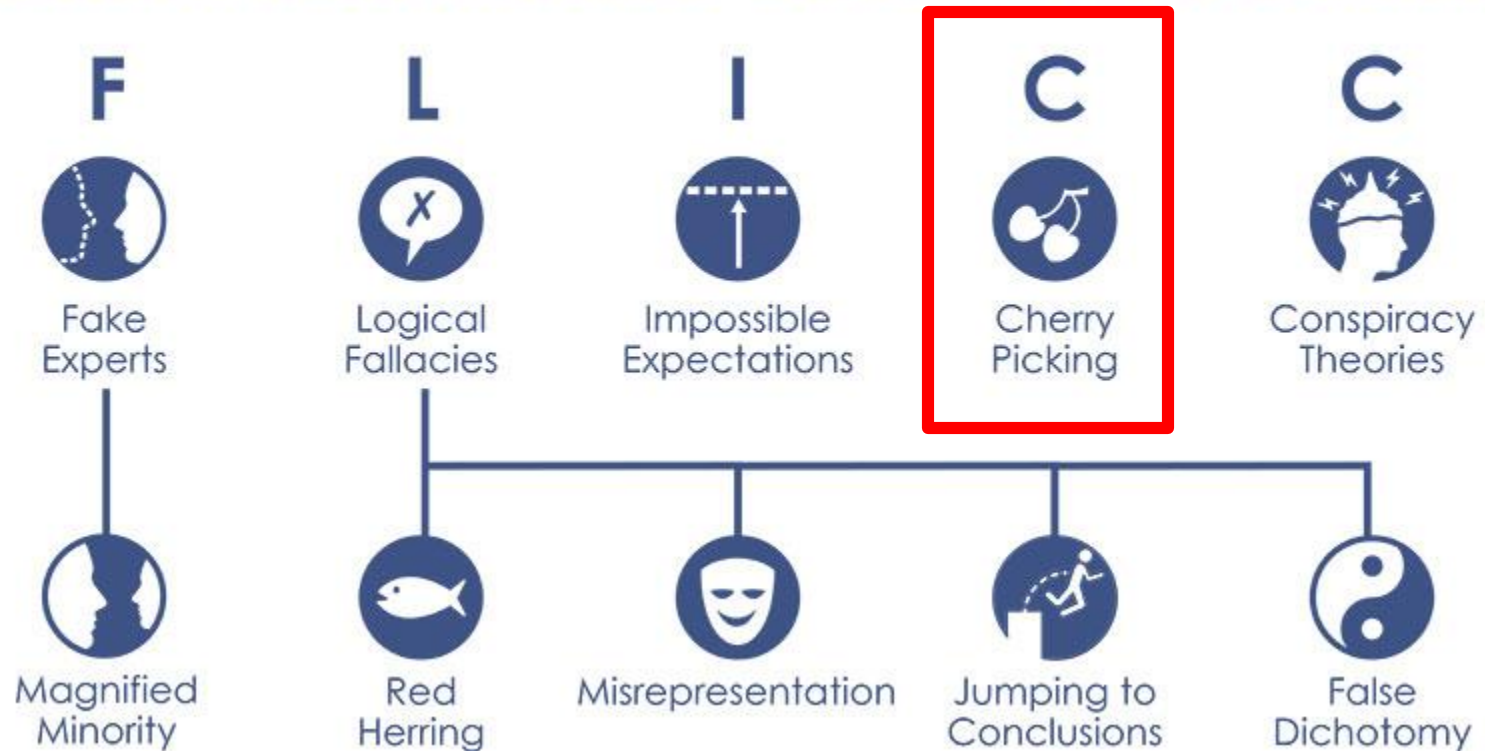 F
L
I
C
C
Fake
Experts
Logical
Fallacies
Impossible
Expectations
Cherry
Picking
Conspiracy
Theories
Magnified
Minority
Red
Herring
Misrepresentation
Jumping to
Conclusions
False
Dichotomy